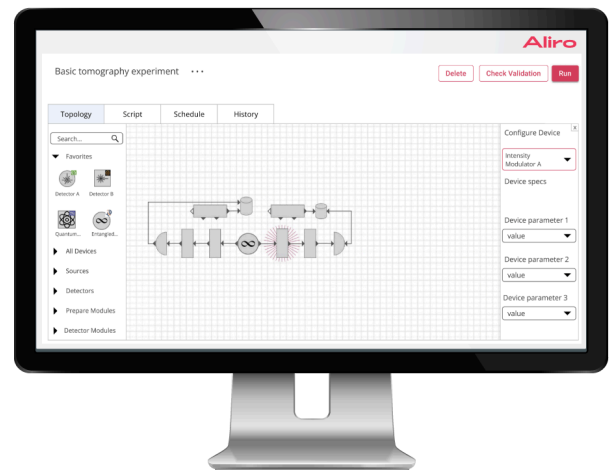 Aliro
Basic tomography experiment ...
Delete
Check Validation
Run
Topology
Script
Schedule
History
Search...
Favorites
Detector A
Detector B
Quantum...
Entangled...
All Devices
Sources
Detectors
Prepare Modules
Detector Modules
x
Configure Device
Intensity
Modulator A
Device specs
Device parameter 1
value
Device parameter 2
value
Device parameter 3
value